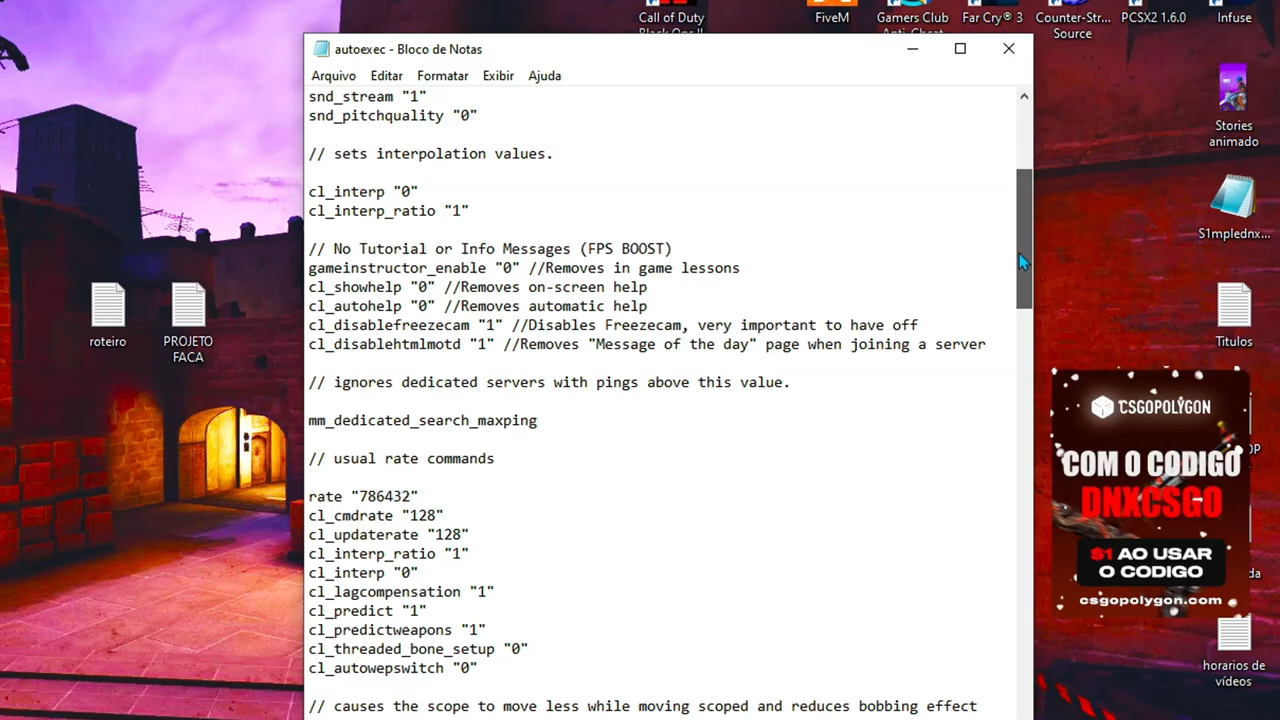 Call of Duty
Black Ops II
FiveM
Gamers Club
Anti-Cheat
Far Cry® 3
Counter-Str...
Source
PCSX2 1.6.0
Infuse
autoexec - Bloco de Notas
Arquivo Editar Formatar Exibir Ajuda
snd_stream "1"
snd_pitchquality "0"
// sets interpolation values.
cl_interp "0"
cl_interp_ratio "1"
// No Tutorial or Info Messages (FPS BOOST)
gameinstructor_enable "0" //Removes in game lessons
cl_showhelp "0" //Removes on-screen help
cl_autohelp "0" //Removes automatic help
cl_disablefreezecam "1" //Disables Freezecam, very important to have off
cl_disablehtmlmotd "1" //Removes "Message of the day" page when joining a server
// ignores dedicated servers with pings above this value.
mm_dedicated_search_maxping
// usual rate commands
rate "786432"
cl_cmdrate "128"
cl_updaterate "128"
cl_interp_ratio "1"
cl_interp "0"
cl_lagcompensation "1"
cl_predict "1"
cl_predictweapons "1"
cl_threaded_bone_setup "0"
cl_autowepswitch "0"
// causes the scope to move less while moving scoped and reduces bobbing effect
roteiro
PROJETO
FACA
Stories
animado
S1mplednx...
Titulos
CSGOPOLYGON
COM O CODIGO
DNXCSGO
$1 AO USAR
O CODIGO
csgopolygon.com
horarios de
vídeos